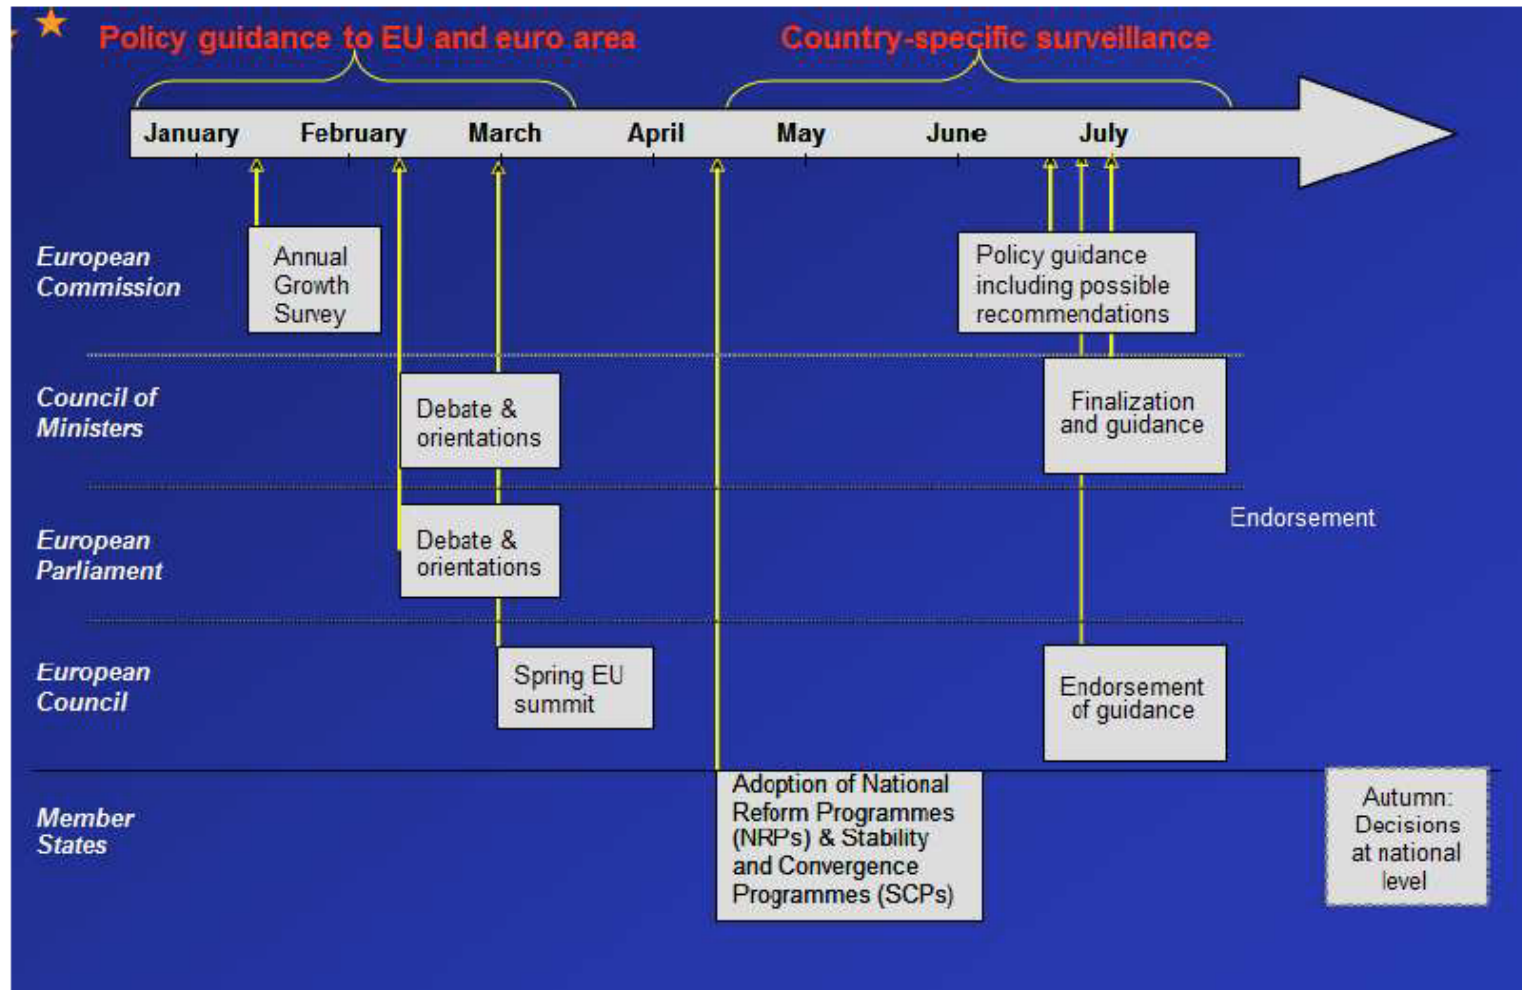 Policy guidance to EU and euro area
Country-specific surveillance
January February March April May June July
European
Commission
Annual
Growth
Survey
Policy guidance
including possible
recommendations
Council of
Ministers
Debate &
orientations
Finalization
and guidance
European
Parliament
Debate &
orientations
Endorsement
European
Council
Spring EU
summit
Endorsement
of guidance
Member
States
Adoption of National
Reform Programmes
(NRPs) & Stability
and Convergence
Programmes (SCPs)
Autumn:
Decisions
at national
level